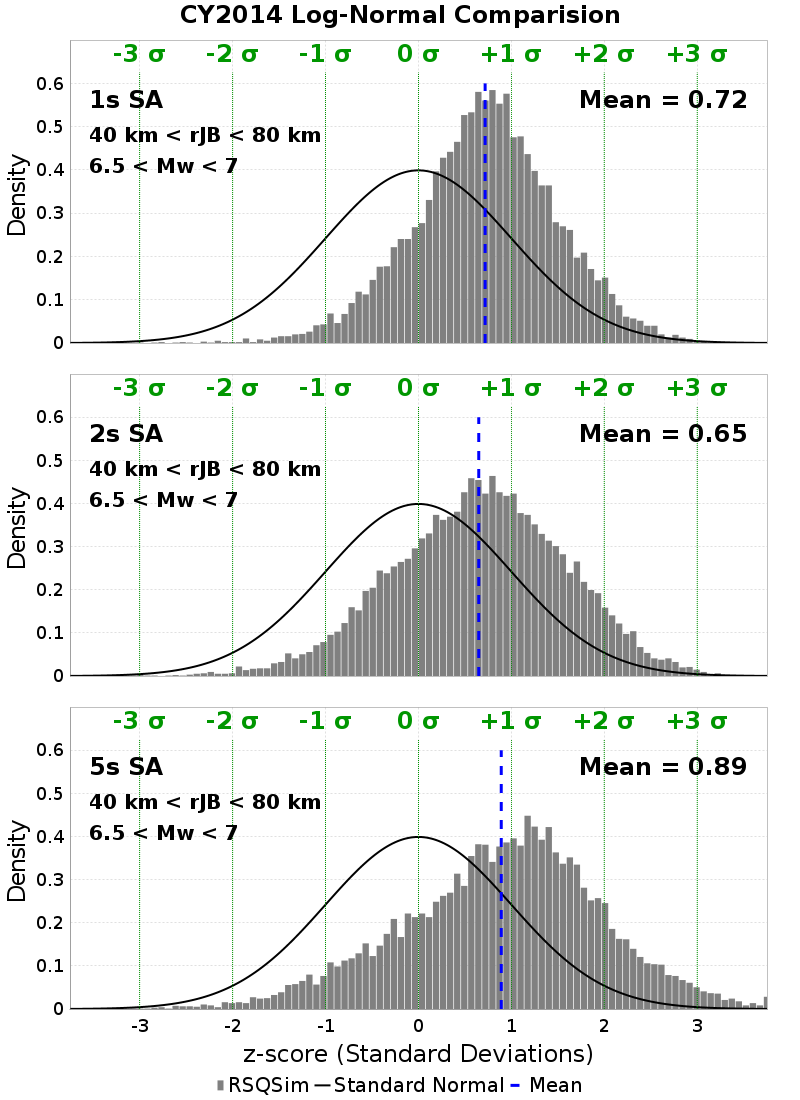 CY2014 Log-Normal Comparision
-3 σ -2 σ -1 σ 0 σ +1 σ +2 σ +3 σ
1s SA Mean = 0.72
40 km < rJB < 80 km
6.5 < Mw < 7
Density
0.6
0.5
0.4
0.3
0.2
0.1
0
-3 σ -2 σ -1 σ 0 σ +1 σ +2 σ +3 σ
2s SA Mean = 0.65
40 km < rJB < 80 km
6.5 < Mw < 7
Density
0.6
0.5
0.4
0.3
0.2
0.1
0
-3 σ -2 σ -1 σ 0 σ +1 σ +2 σ +3 σ
5s SA Mean = 0.89
40 km < rJB < 80 km
6.5 < Mw < 7
Density
0.6
0.5
0.4
0.3
0.2
0.1
0
-3 -2 -1 0 1 2 3
z-score (Standard Deviations)
RSQSim Standard Normal Mean